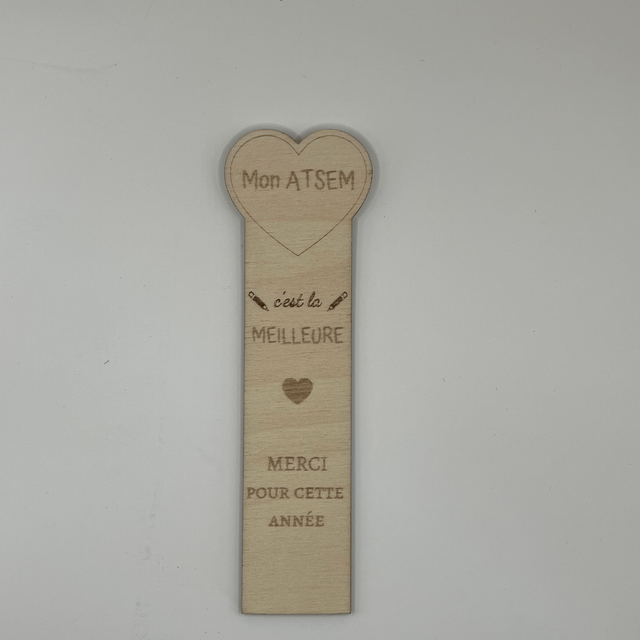 Mon ATSEM
c'est la
MEILLEURE
MERCI
POUR CETTE
ANNÉE